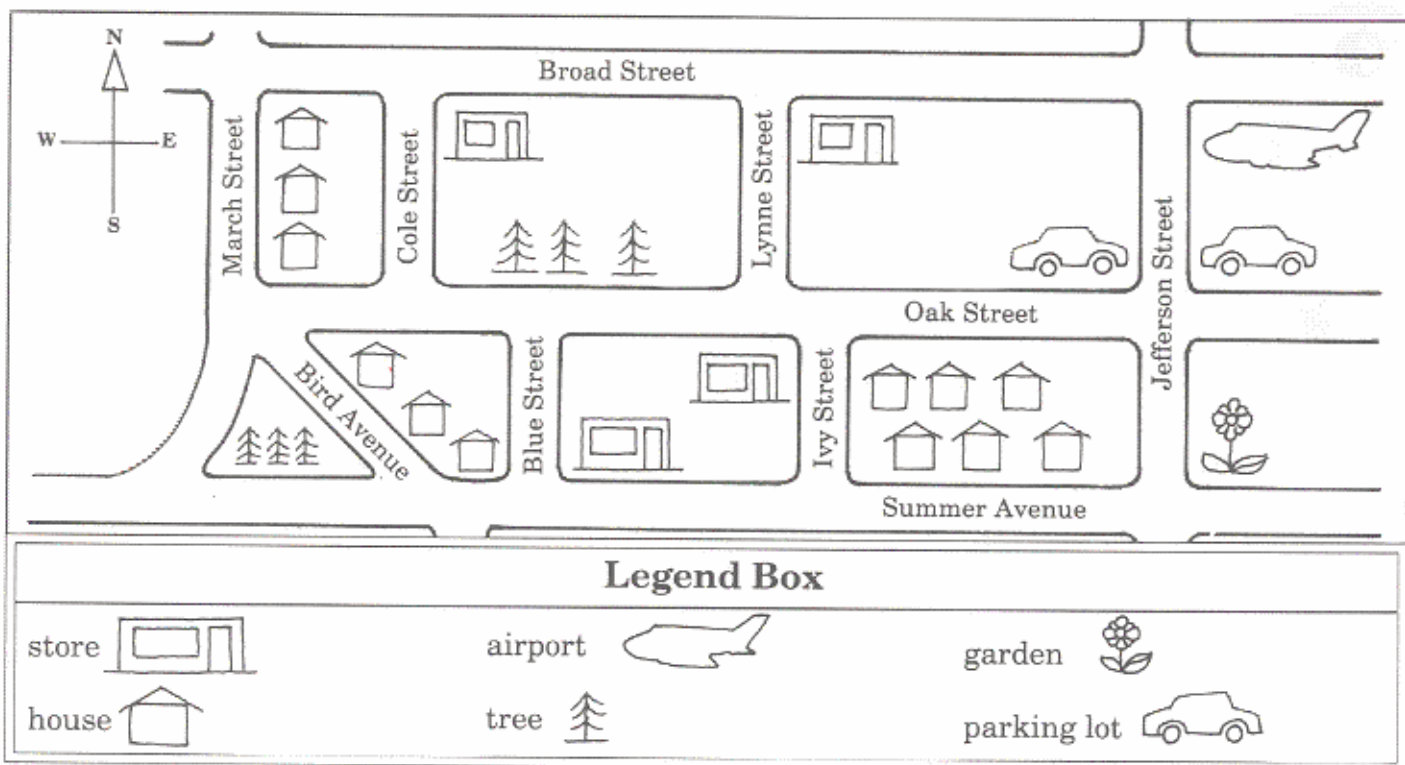 N
W E
S
Broad Street
March Street
Cole Street
Lynne Street
Jefferson Street
Oak Street
Bird Avenue
Blue Street
Ivy Street
Summer Avenue
Legend Box
store
airport
garden
house
tree
parking lot